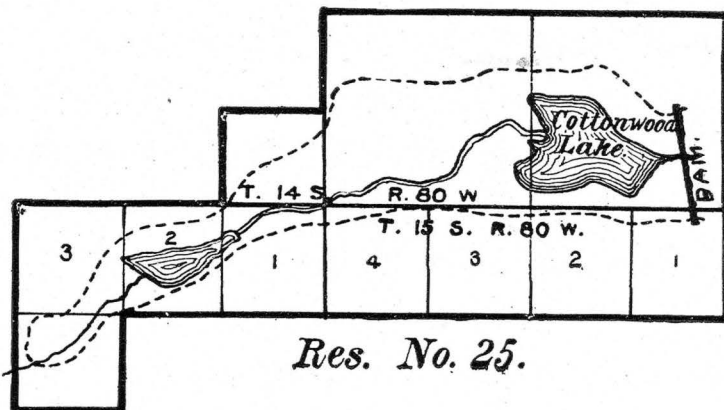 Cottonwood
Lake
DAM.
T. 14 S. R. 80 W
T. 15 S. R. 80 W.
3 2 1 4 3 2 1
Res. No. 25.